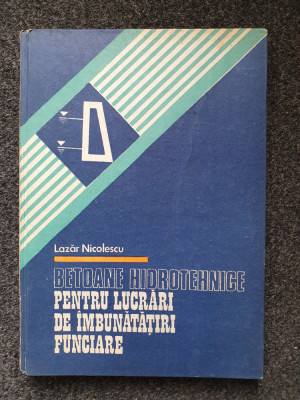 Lazăr Nicolescu
BETOANE HIDROTEHNICE
PENTRU LUCRĂRI
DE ÎMBUNĂTĂȚIRI
FUNCIARE